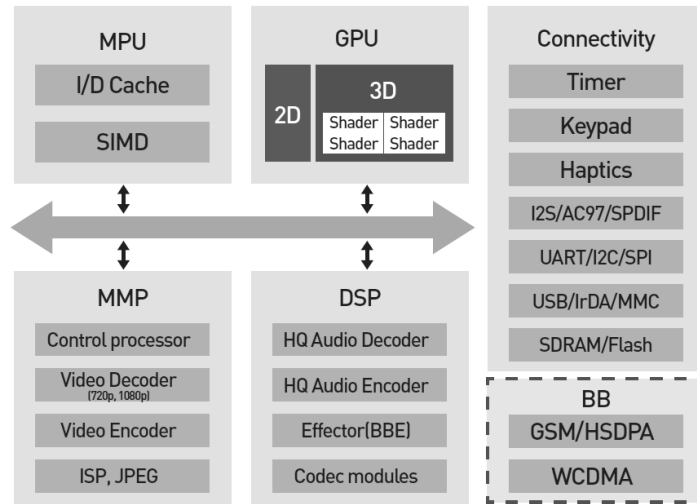 MPU
I/D Cache
SIMD
GPU
2D
3D
Shader Shader
Shader Shader
Connectivity
Timer
Keypad
Haptics
I2S/AC97/SPDIF
UART/I2C/SPI
USB/IrDA/MMC
SDRAM/Flash
MMP
Control processor
Video Decoder
(720p, 1080p)
Video Encoder
ISP, JPEG
DSP
HQ Audio Decoder
HQ Audio Encoder
Effector(BBE)
Codec modules
BB
GSM/HSDPA
WCDMA